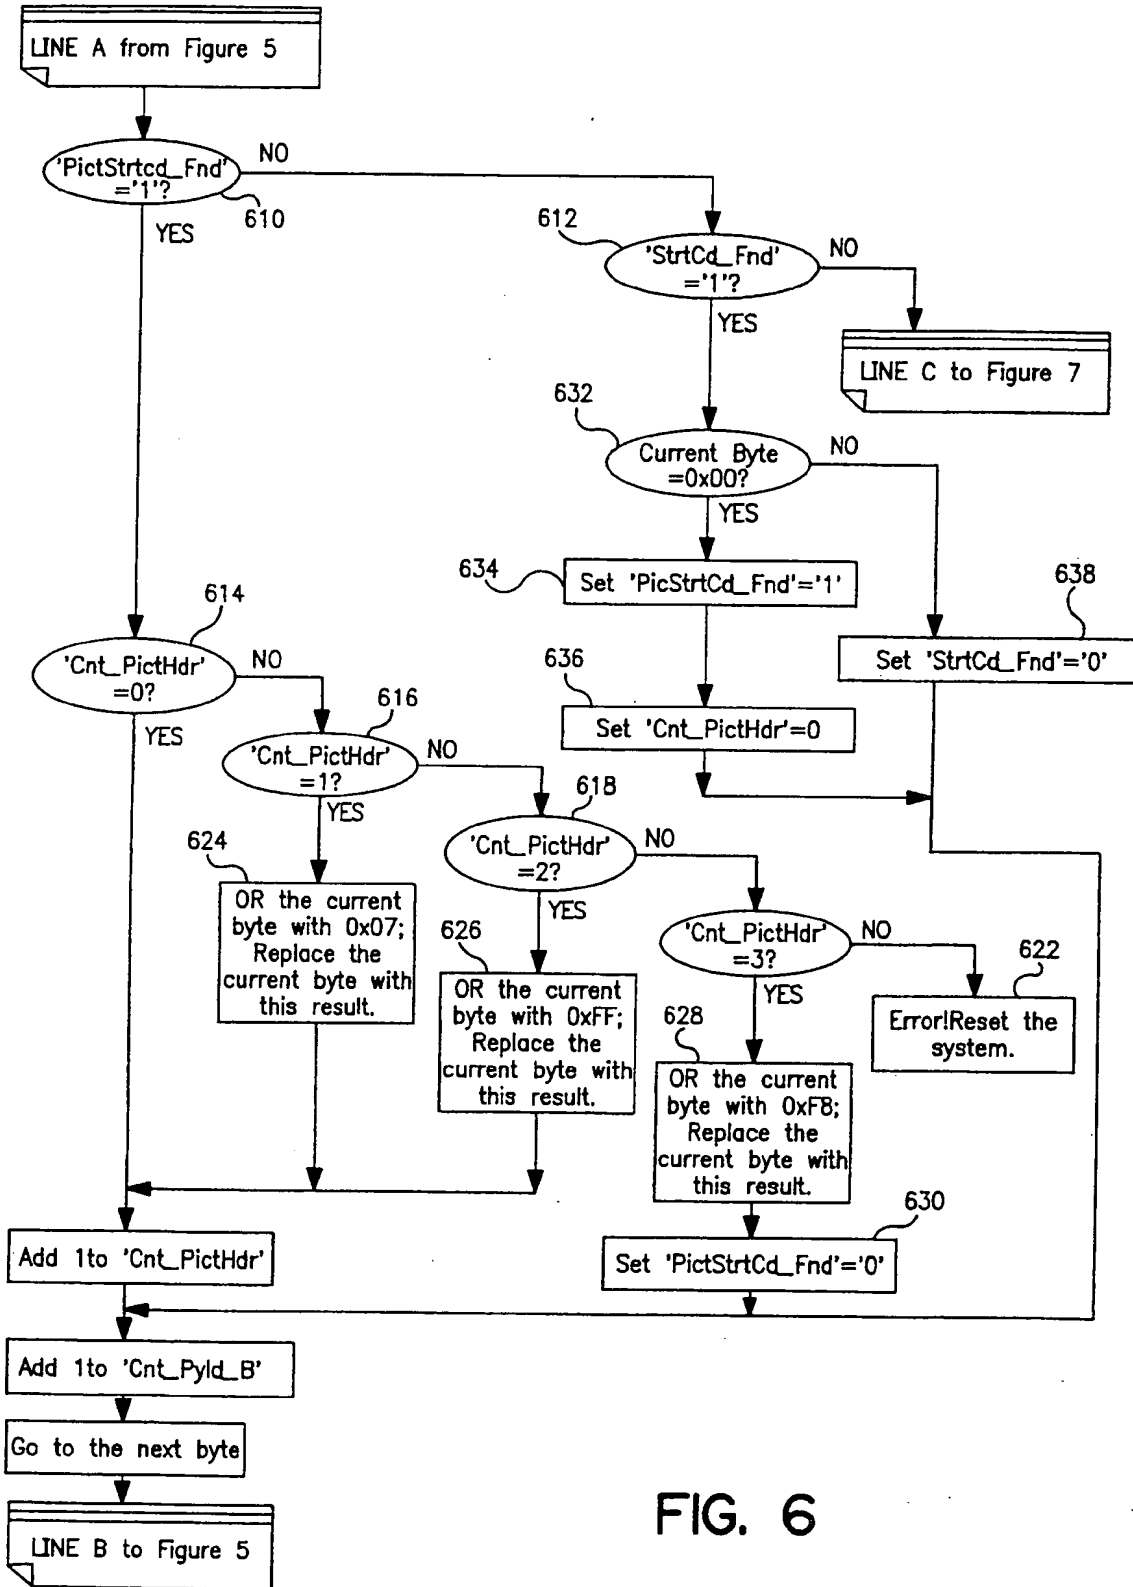 LINE A from Figure 5
'PictStrtcd_Fnd'
='1'?
NO
610
YES
612
'StrtCd_Fnd'
='1'?
NO
YES
LINE C to Figure 7
632
Current Byte
=0x00?
NO
YES
634
Set 'PicStrtCd_Fnd'='1'
638
Set 'StrtCd_Fnd'='0'
636
Set 'Cnt_PictHdr'=0
614
'Cnt_PictHdr'
=0?
NO
YES
616
'Cnt_PictHdr'
=1?
NO
YES
618
'Cnt_PictHdr'
=2?
NO
YES
624
OR the current
byte with 0x07;
Replace the
current byte with
this result.
626
OR the current
byte with 0xFF;
Replace the
current byte with
this result.
'Cnt_PictHdr'
=3?
NO
YES
622
Error!Reset the
system.
628
OR the current
byte with 0xF8;
Replace the
current byte with
this result.
630
Set 'PictStrtCd_Fnd'='0'
Add 1to 'Cnt_PictHdr'
Add 1to 'Cnt_Pyld_B'
Go to the next byte
LINE B to Figure 5
FIG. 6